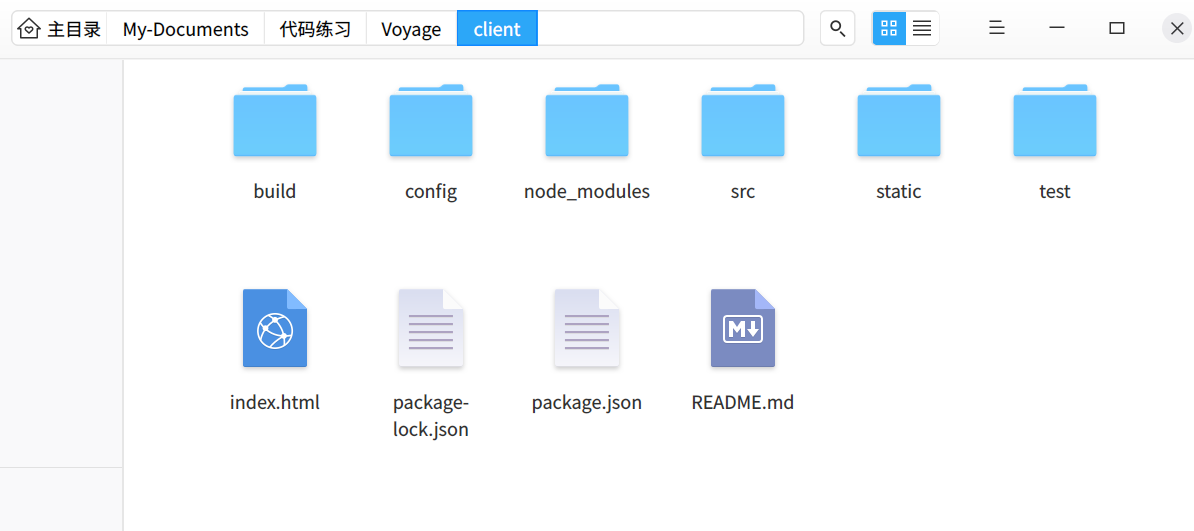 主目录 My-Documents 代码练习 Voyage client
build config node_modules src static test
index.html package-lock.json package.json README.md